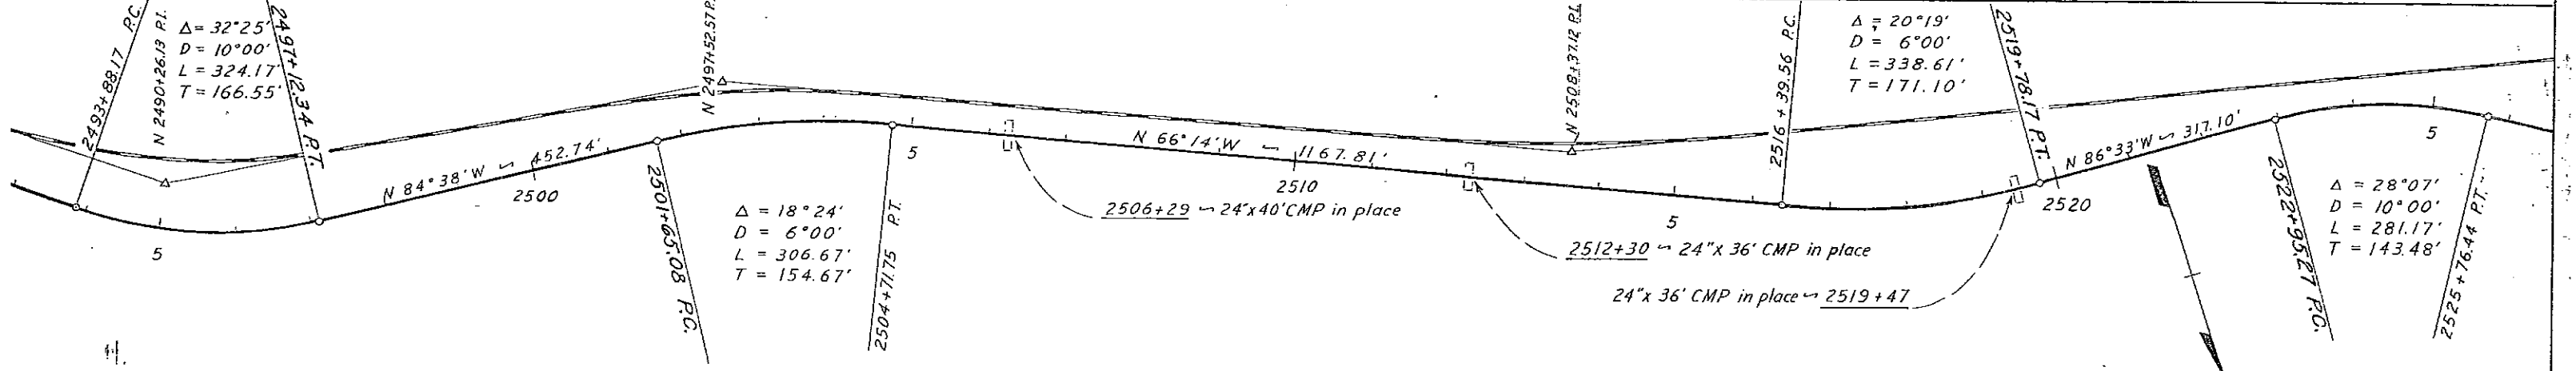 2493+88.17 P.C.
N 2490+26.13 P.I.
Δ = 32°25'
D = 10°00'
L = 324.17'
T = 166.55'
2497+12.34 P.T.
5
N 84°38'W ~ 452.74'
2500
N 2497+52.57 P.I.
2501+65.08 P.C.
Δ = 18°24'
D = 6°00'
L = 306.67'
T = 154.67'
2504+71.75 P.T.
5
2506+29 ~ 24"x40' CMP in place
N 66°14'W ~ 1167.81'
2510
N 2508+37.12 P.I.
2512+30 ~ 24"x 36' CMP in place
5
24"x 36' CMP in place ~ 2519+47
2516+39.56 P.C.
Δ = 20°19'
D = 6°00'
L = 338.61'
T = 171.10'
2519+78.17 P.T.
2520
N 86°33'W ~ 317.10'
2522+95.27 P.C.
Δ = 28°07'
D = 10°00'
L = 281.17'
T = 143.48'
5
2525+76.44 P.T.